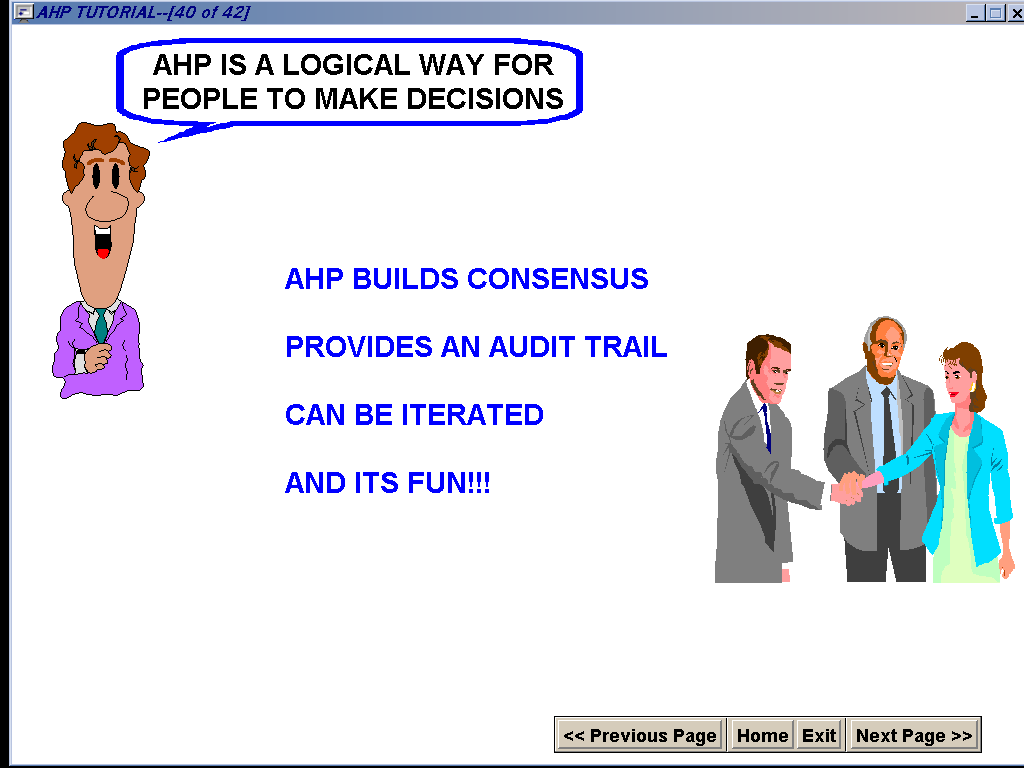 AHP TUTORIAL--[40 of 42]
AHP IS A LOGICAL WAY FOR
PEOPLE TO MAKE DECISIONS
AHP BUILDS CONSENSUS
PROVIDES AN AUDIT TRAIL
CAN BE ITERATED
AND ITS FUN!!!
<< Previous Page Home Exit Next Page >>